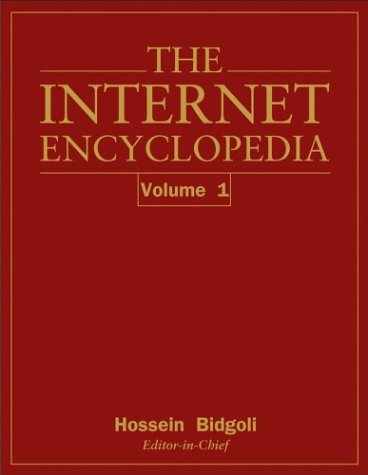 THE
INTERNET
ENCYCLOPEDIA
Volume 1
Hossein Bidgoli
Editor-in-Chief